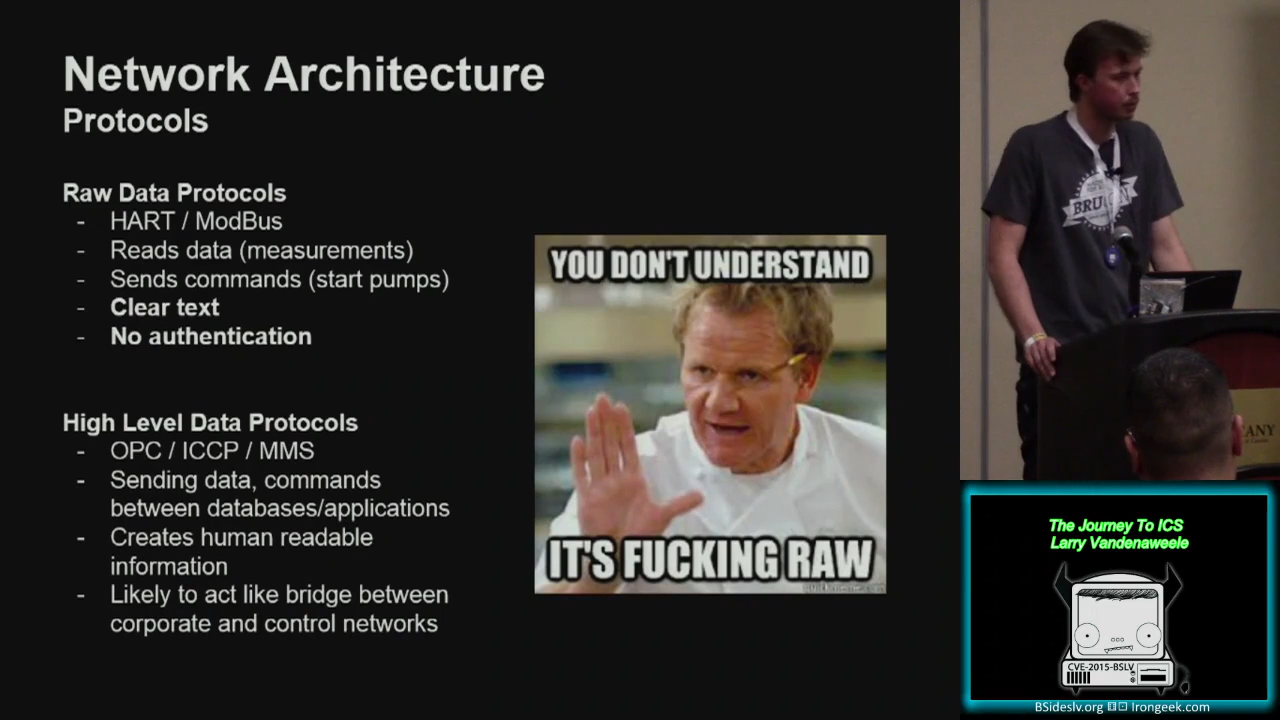 Network Architecture
Protocols
Raw Data Protocols
- HART / ModBus
- Reads data (measurements)
- Sends commands (start pumps)
- Clear text
- No authentication
High Level Data Protocols
- OPC / ICCP / MMS
- Sending data, commands
between databases/applications
- Creates human readable
information
- Likely to act like bridge between
corporate and control networks
YOU DON'T UNDERSTAND
IT'S FUCKING RAW
The Journey To ICS
Larry Vandenaweele
CVE-2015-BSLV
BSideslv.org Irongeek.com